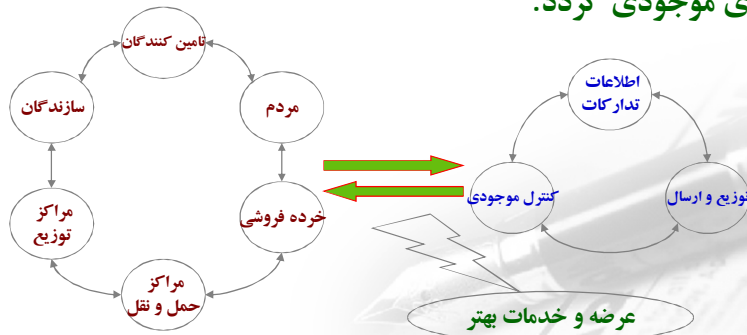 ی موجودی گردد.
تامین کنندگان
سازندگان
مردم
مراکز
توزیع
خرده فروشی
مراکز
حمل و نقل
اطلاعات
تدارکات
کنترل موجودی
توزیع و ارسال
عرضه و خدمات بهتر